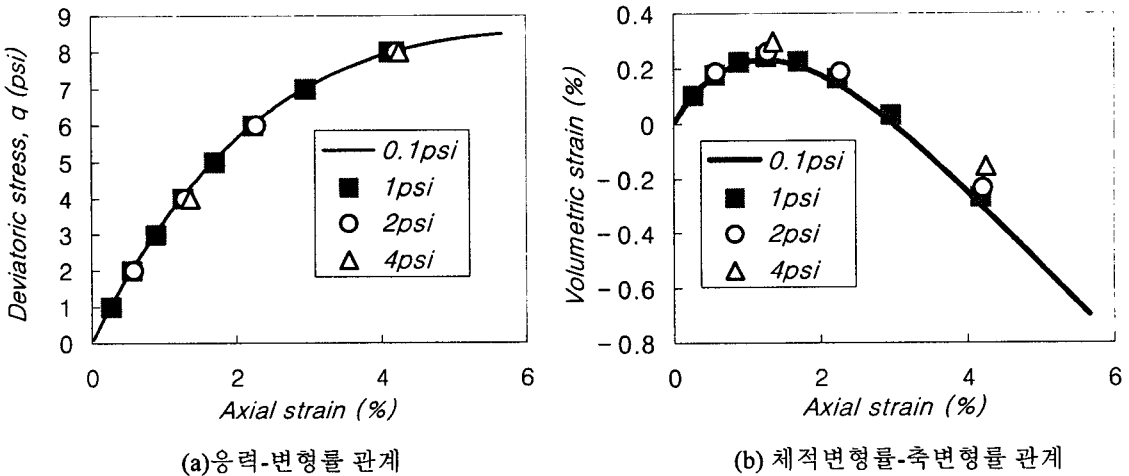 Deviatoric stress, q (psi)
9
8
7
6
5
4
3
2
1
0
0 2 4 6
Axial strain (%)
0.1psi
1psi
2psi
4psi
(a)응력-변형률 관계
Volumetric strain (%)
0.4
0.2
0
-0.2
-0.4
-0.6
-0.8
0 2 4 6
Axial strain (%)
0.1psi
1psi
2psi
4psi
(b) 체적변형률-축변형률 관계